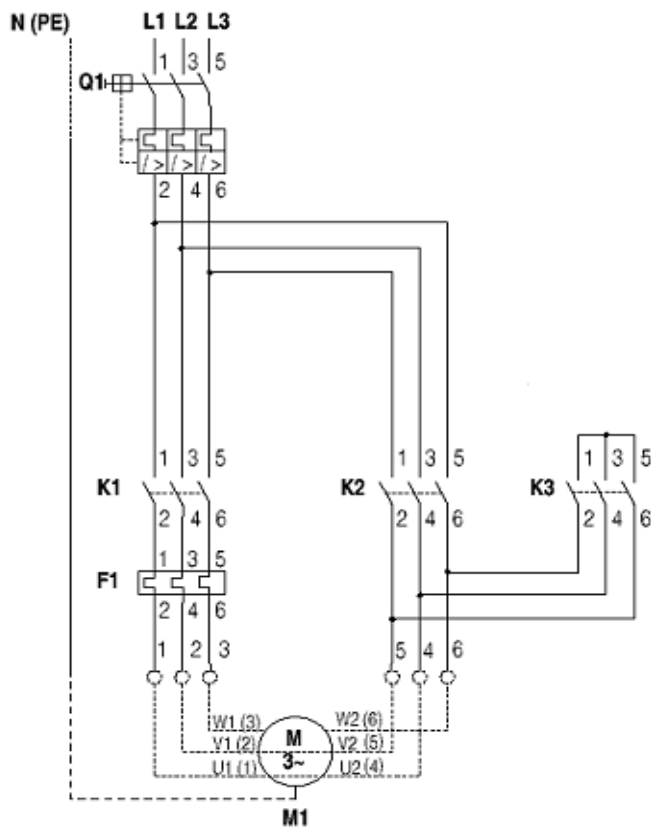 N (PE) L1 L2 L3
1 3 5
Q1
/> /> />
2 4 6
1 3 5 1 3 5 1 3 5
K1 K2 K3
2 4 6 2 4 6 2 4 6
1 3 5
F1
2 4 6
1 2 3 5 4 6
W1 (3) W2 (6)
V1 (2) M V2 (5)
3~
U1 (1) U2 (4)
M1